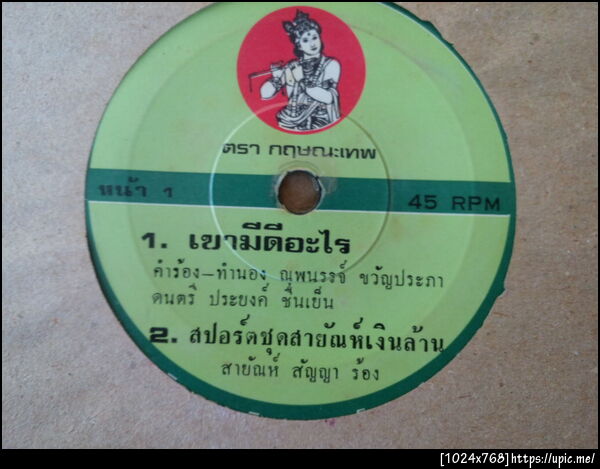 ตรา กฤษณะเทพ
หน้า 1
45 RPM
1. เขามีดีอะไร
คำร้อง-ทำนอง ณุพนรรจ์ ขวัญประภา
ดนตรี ประยงค์ ชื่นเย็น
2. สปอร์ตชุดสายัณห์เงินล้าน
สายัณห์ สัญญา ร้อง
[1024x768]https://upic.me/